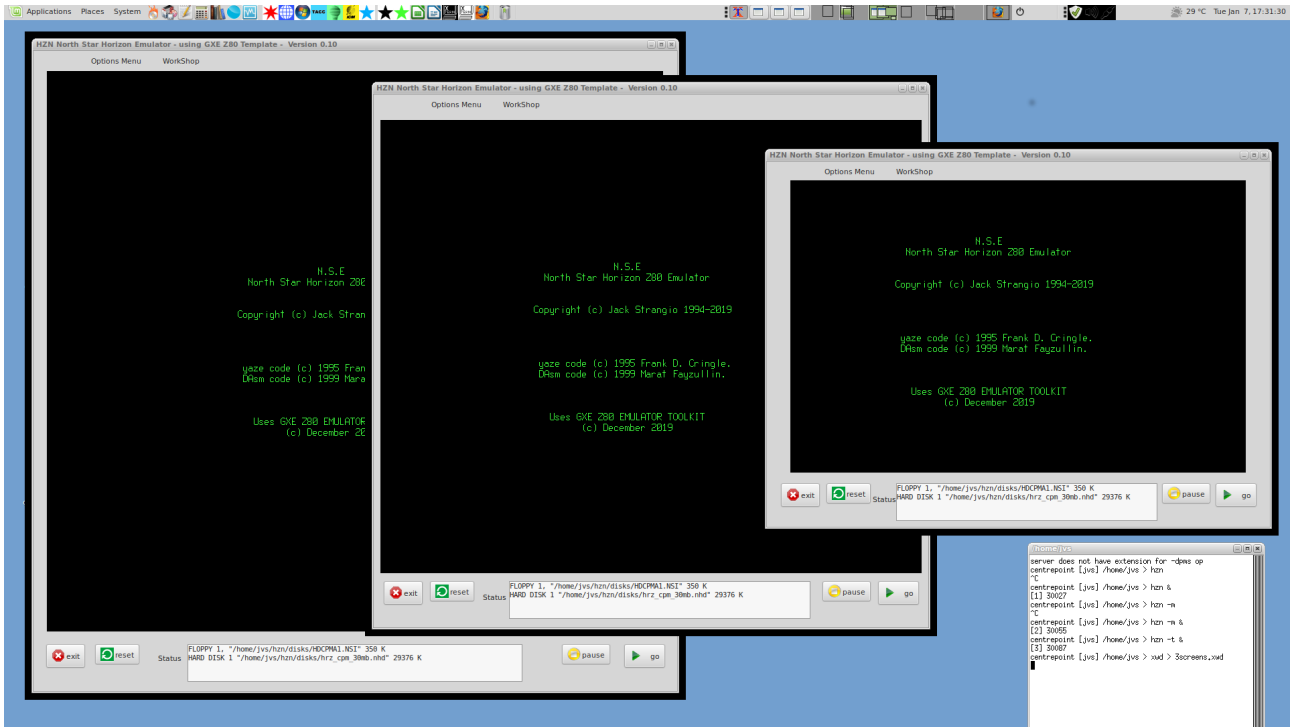 Applications Places System
TACC
29 °C Tue Jan 7, 17:31:30
HZN North Star Horizon Emulator - using GXE Z80 Template - Version 0.10
Options Menu WorkShop
N.S.E
North Star Horizon Z80
Copyright (c) Jack Stran
yaze code (c) 1995 Fran
DAsm code (c) 1999 Mara
Uses GXE Z80 EMULATOR
(c) December 20
exit
reset
Status
FLOPPY 1, "/home/jvs/hzn/disks/HDCPMA1.NSI" 350 K
HARD DISK 1 "/home/jvs/hzn/disks/hrz_cpm_30mb.nhd" 29376 K
pause
go
HZN North Star Horizon Emulator - using GXE Z80 Template - Version 0.10
Options Menu WorkShop
N.S.E
North Star Horizon Z80 Emulator
Copyright (c) Jack Strangio 1994-2019
yaze code (c) 1995 Frank D. Cringle.
DAsm code (c) 1999 Marat Fayzullin.
Uses GXE Z80 EMULATOR TOOLKIT
(c) December 2019
exit
reset
Status
FLOPPY 1, "/home/jvs/hzn/disks/HDCPMA1.NSI" 350 K
HARD DISK 1 "/home/jvs/hzn/disks/hrz_cpm_30mb.nhd" 29376 K
pause
go
HZN North Star Horizon Emulator - using GXE Z80 Template - Version 0.10
Options Menu WorkShop
N.S.E
North Star Horizon Z80 Emulator
Copyright (c) Jack Strangio 1994-2019
yaze code (c) 1995 Frank D. Cringle.
DAsm code (c) 1999 Marat Fayzullin.
Uses GXE Z80 EMULATOR TOOLKIT
(c) December 2019
exit
reset
Status
FLOPPY 1, "/home/jvs/hzn/disks/HDCPMA1.NSI" 350 K
HARD DISK 1 "/home/jvs/hzn/disks/hrz_cpm_30mb.nhd" 29376 K
pause
go
/home/jvs
server does not have extension for -dpms op
centrepoint [jvs] /home/jvs > hzn
^C
centrepoint [jvs] /home/jvs > hzn &
[1] 30027
centrepoint [jvs] /home/jvs > hzn -m
^C
centrepoint [jvs] /home/jvs > hzn -m &
[2] 30055
centrepoint [jvs] /home/jvs > hzn -t &
[3] 30087
centrepoint [jvs] /home/jvs > xwd > 3screens.xwd